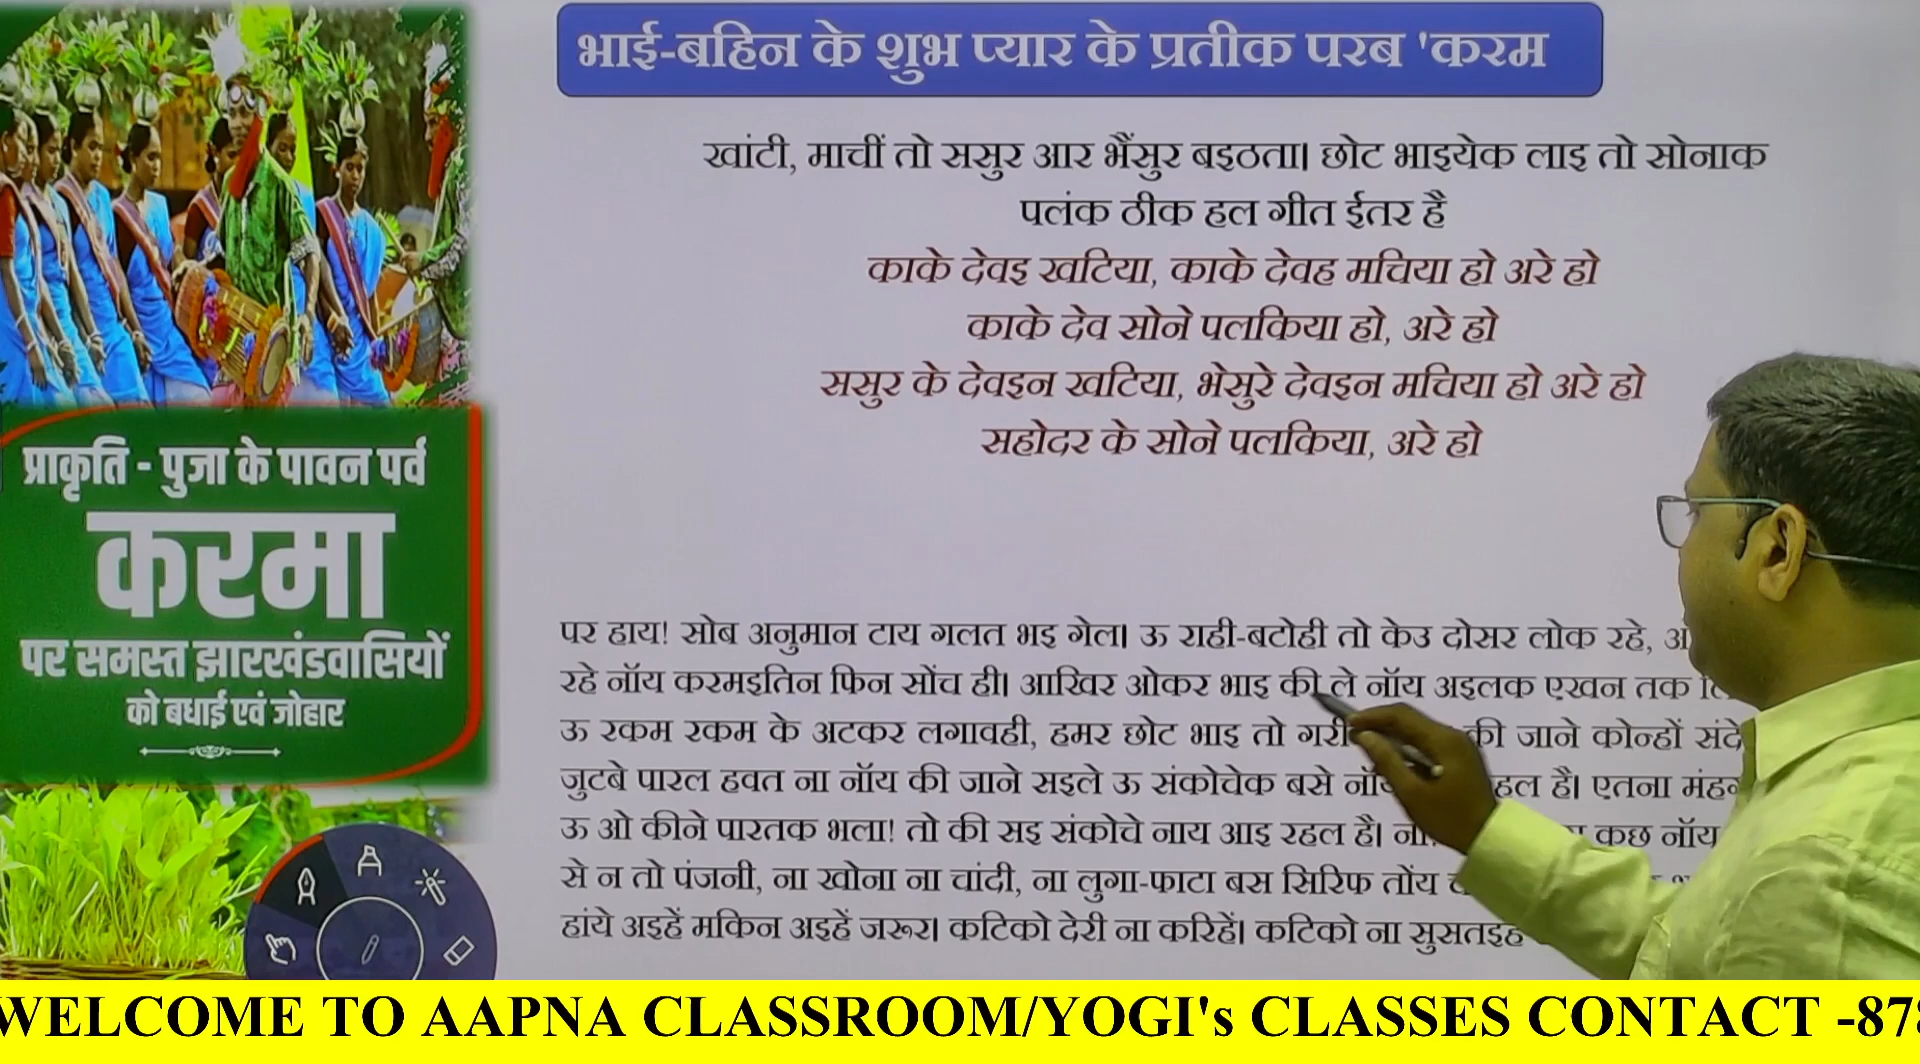 भाई-बहिन के शुभ प्यार के प्रतीक परब 'करम
खांटी, माचीं तो ससुर आर भैंसुर बइठता। छोट भाइयेक लाइ तो सोनाक
पलंक ठीक हल गीत ईतर है
काके देवइ खटिया, काके देवह मचिया हो अरे हो
काके देव सोने पलकिया हो, अरे हो
ससुर के देवइन खटिया, भेसुरे देवइन मचिया हो अरे हो
सहोदर के सोने पलकिया, अरे हो
पर हाय! सोब अनुमान टाय गलत भइ गेल। ऊ राही-बटोही तो केउ दोसर लोक रहे,
रहे नॉय करमइतिन फिन सोंच ही। आखिर ओकर भाइ की ले नॉय अइलक एखन तक
ऊ रकम रकम के अटकर लगावही, हमर छोट भाइ तो की जाने कोन्हों
जुटबे पारल हवत ना नॉय की जाने सइले ऊ संकोचेक बसे है। एतना
ऊ ओ कीने पारतक भला! तो की सइ संकोचे नाय आइ रहल है। कछ नॉय
से न तो पंजनी, ना खोना ना चांदी, ना लुगा-फाटा बस सिरिफ तोंय
हांये अइहें मकिन अइहें जरूर। कटिको देरी ना करिहें। कटिको ना
प्राकृति - पुजा के पावन पर्व
करमा
पर समस्त झारखंडवासियों
को बधाई एवं जोहार
WELCOME TO AAPNA CLASSROOM/YOGI's CLASSES CONTACT -878